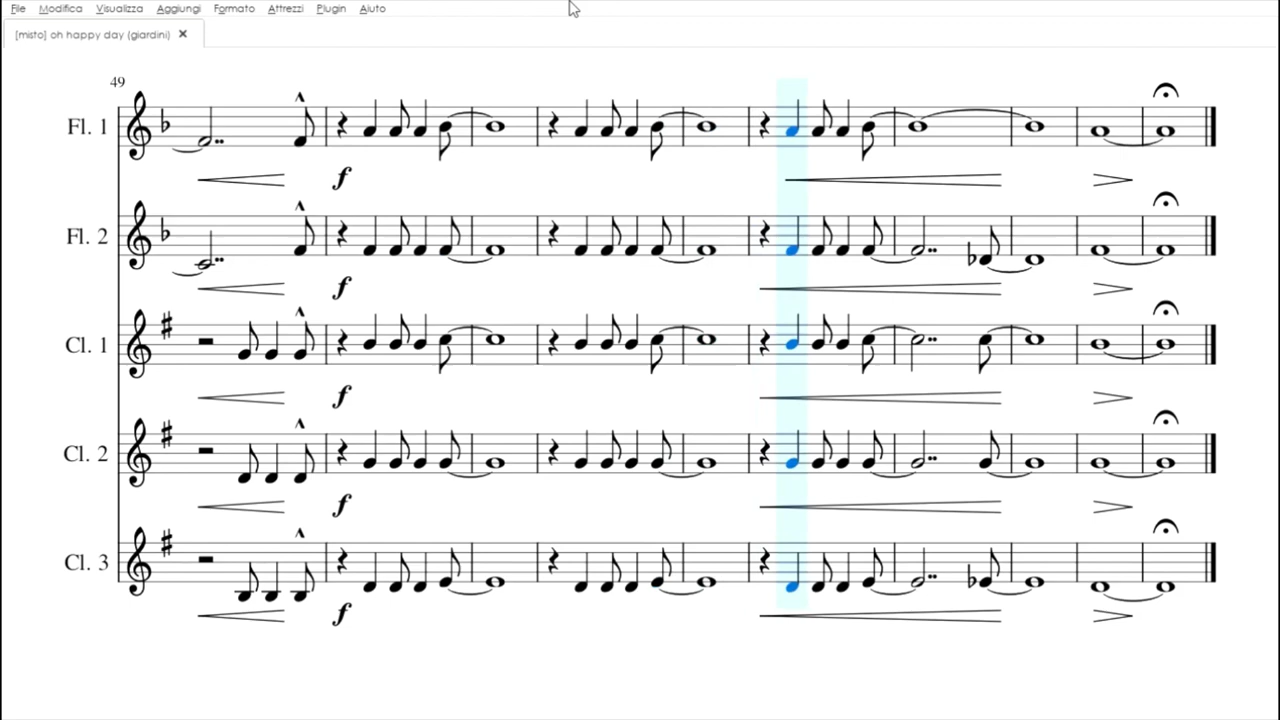 File Modifica Visualizza Aggiungi Formato Attrezzi Plugin Aiuto
[misto] oh happy day (giardini) ✕
49
Fl. 1
f
Fl. 2
f
Cl. 1
f
Cl. 2
f
Cl. 3
f